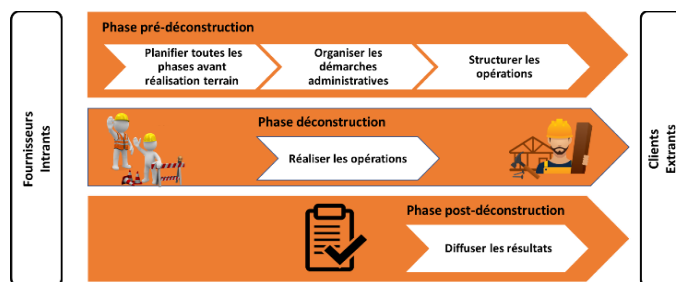 Fournisseurs
Intrants
Phase pré-déconstruction
Planifier toutes les
phases avant
réalisation terrain
Organiser les
démarches
administratives
Structurer les
opérations
Phase déconstruction
Réaliser les opérations
Phase post-déconstruction
Diffuser les résultats
Clients
Extrants